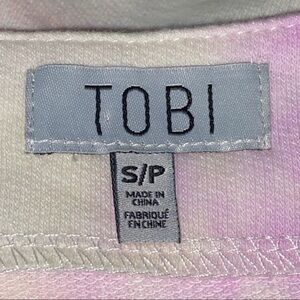 TOBI
S/P
MADE IN
CHINA
FABRIQUÉ
EN CHINE